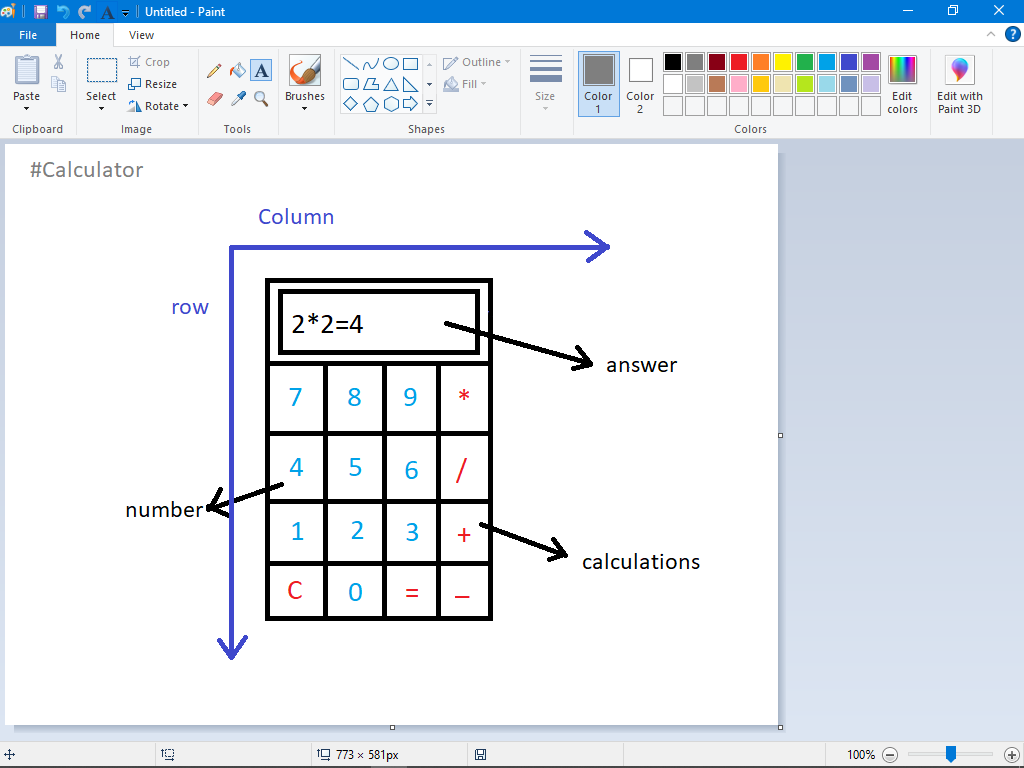 Untitled - Paint
File Home View
Paste
Select
Crop
Resize
Rotate
A
Brushes
Outline
Fill
Size
Color 1
Color 2
Edit colors
Edit with Paint 3D
Clipboard
Image
Tools
Shapes
Colors
#Calculator
Column
row
2*2=4
answer
7 8 9 *
4 5 6 /
number
1 2 3 +
calculations
C 0 = –
773 × 581px
100%